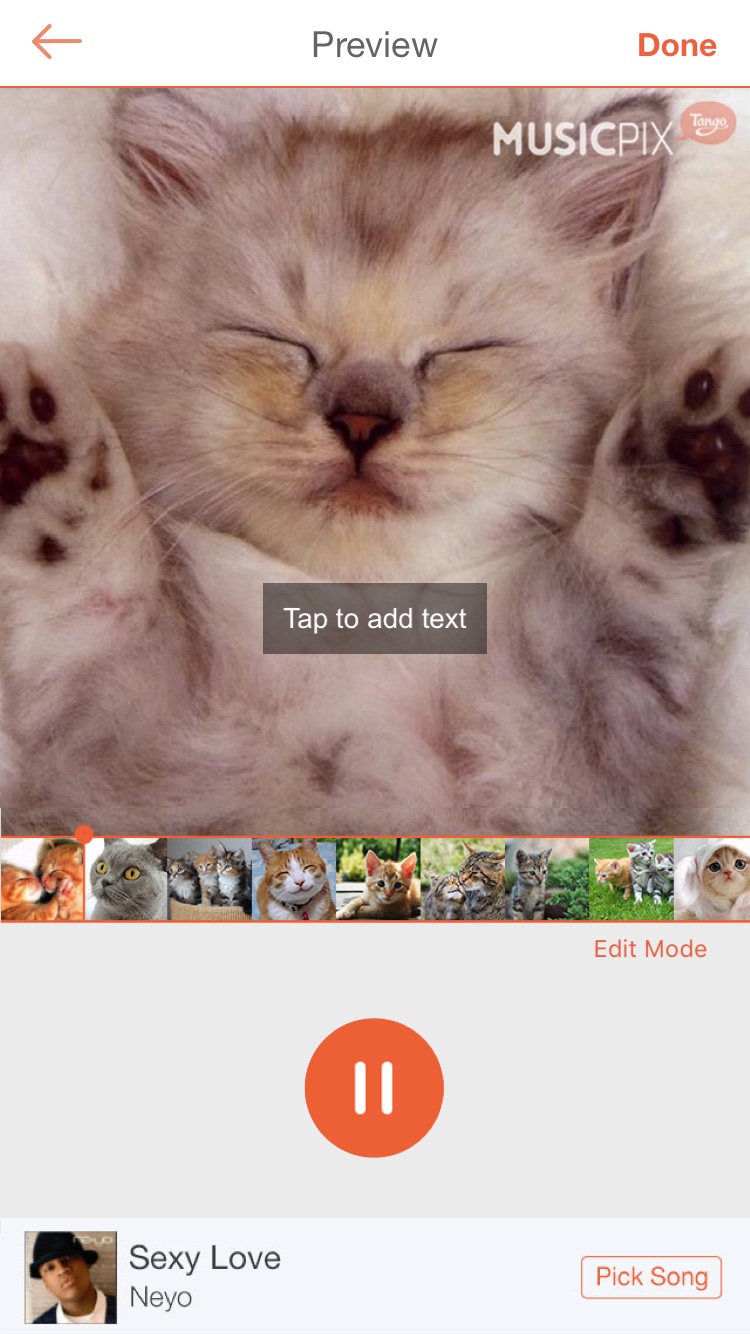 Preview
Done
MUSICPIX
Tango
Tap to add text
Edit Mode
ne-yo
Sexy Love
Neyo
Pick Song